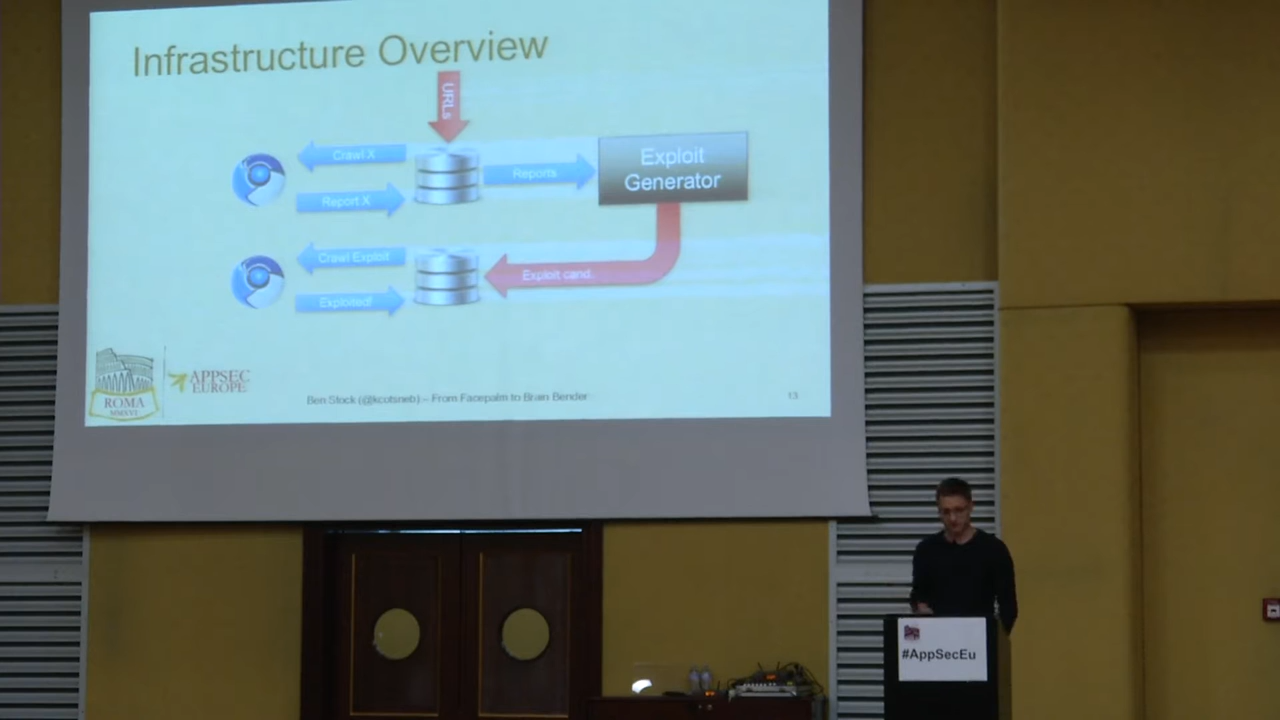 Infrastructure Overview
URLs
Crawl X
Report X
Reports
Exploit
Generator
Crawl Exploit
Exploited!
Exploit cand.
ROMA
MMXVI
APPSEC
EUROPE
Ben Stock (@kcotsneb) – From Facepalm to Brain Bender
13
#AppSecEu